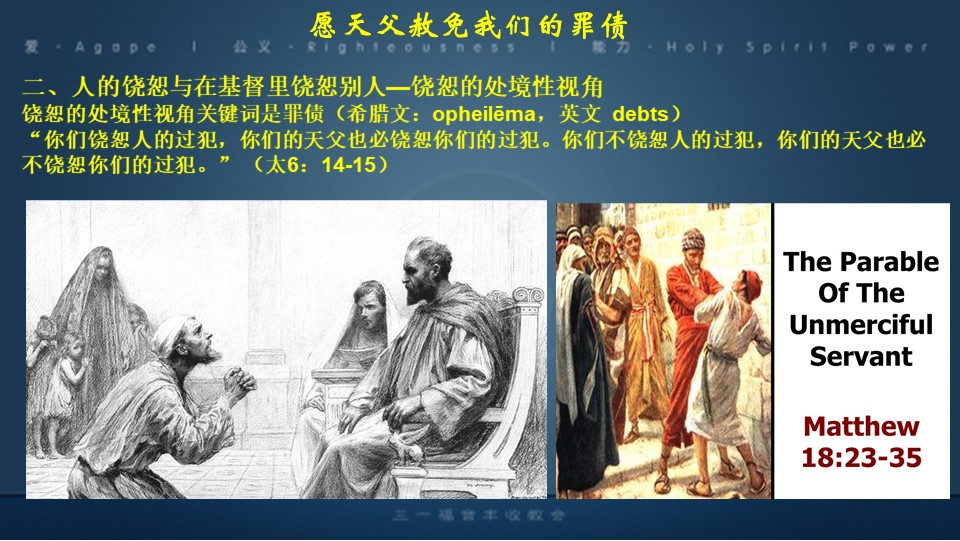 愿天父赦免我们的罪债
爱 · Agape | 公义 · Righteousness | 能力 · Holy Spirit Power
二、人的饶恕与在基督里饶恕别人—饶恕的处境性视角
饶恕的处境性视角关键词是罪债（希腊文：opheilēma，英文 debts）
“你们饶恕人的过犯，你们的天父也必饶恕你们的过犯。你们不饶恕人的过犯，你们的天父也必
不饶恕你们的过犯。”（太6：14-15）
The Parable
Of The
Unmerciful
Servant
Matthew
18:23-35
三一福音丰收教会